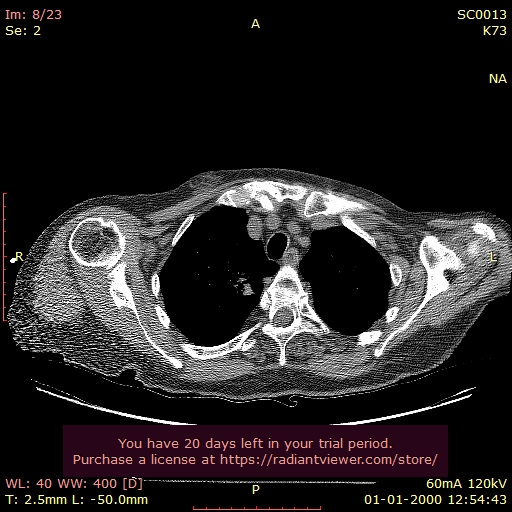 Im: 8/23
Se: 2
A
SC0013
K73
NA
R
L
You have 20 days left in your trial period.
Purchase a license at https://radiantviewer.com/store/
WL: 40 WW: 400 [D]
T: 2.5mm L: -50.0mm
P
60mA 120kV
01-01-2000 12:54:43